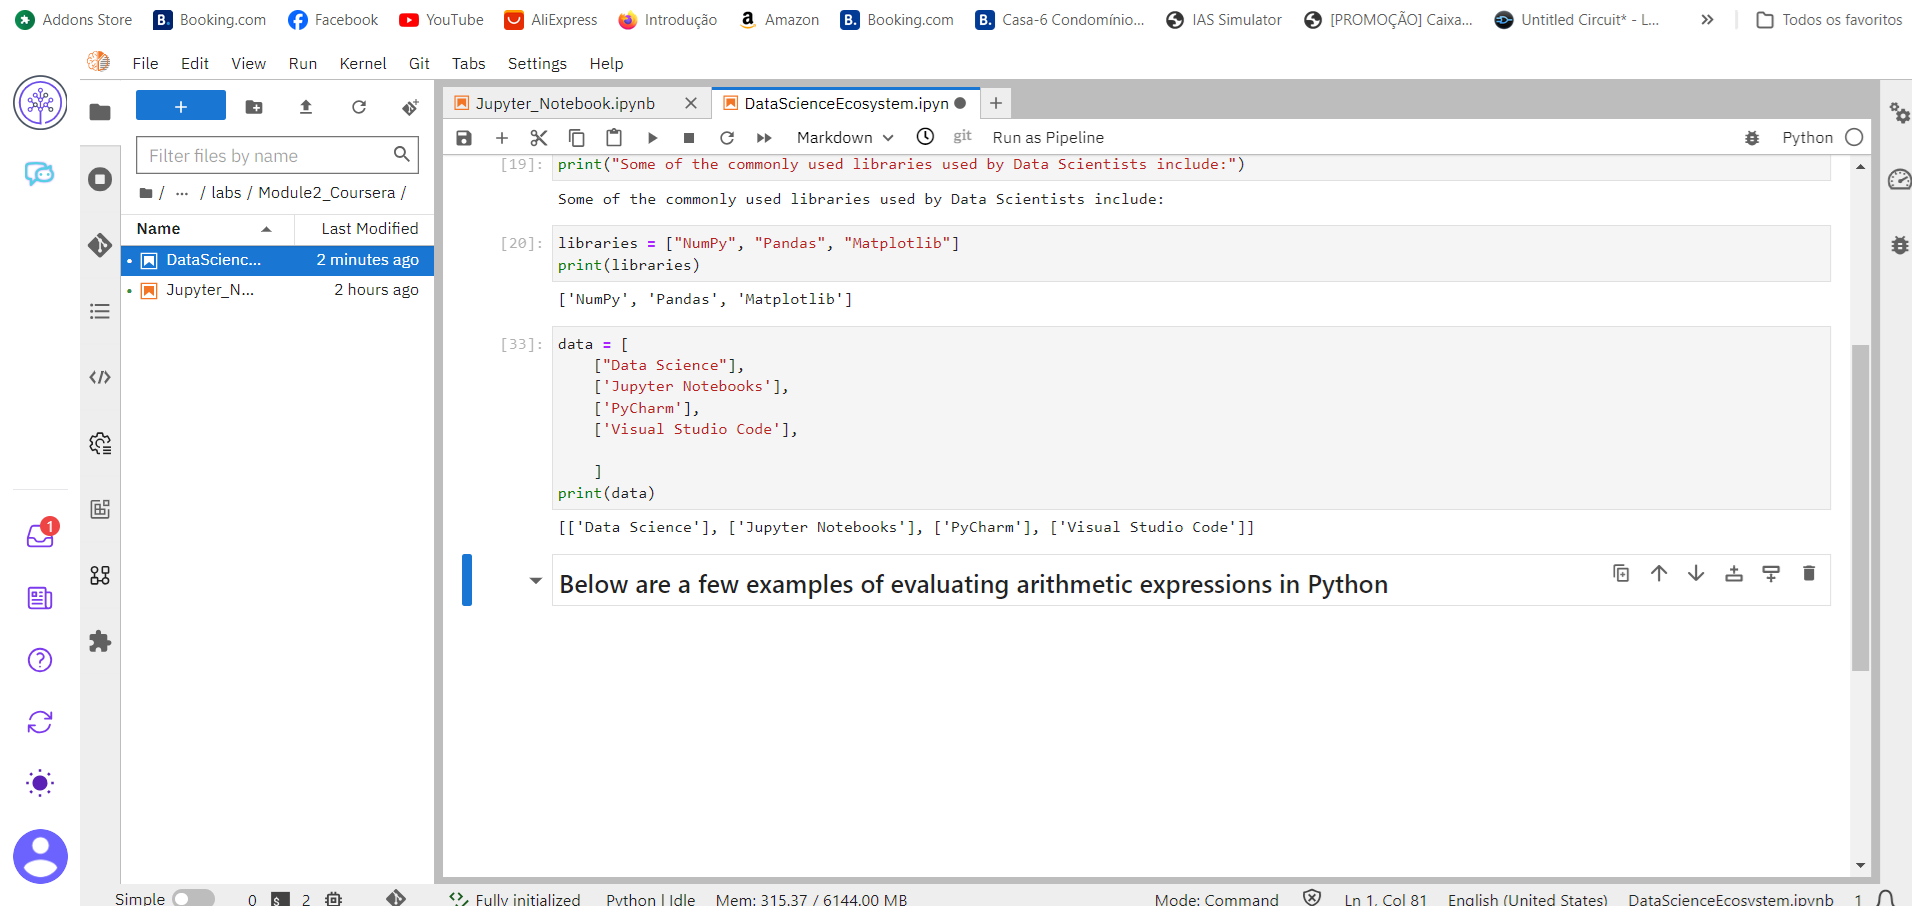 Addons Store Booking.com Facebook YouTube AliExpress Introdução Amazon Booking.com Casa-6 Condomínio... IAS Simulator [PROMOÇÃO] Caixa... Untitled Circuit* - L... » Todos os favoritos
File Edit View Run Kernel Git Tabs Settings Help
Jupyter_Notebook.ipynb × DataScienceEcosystem.ipyn
Markdown git Run as Pipeline Python
Filter files by name
/ ... / labs / Module2_Coursera /
Name Last Modified
DataScienc... 2 minutes ago
Jupyter_N... 2 hours ago
[19]: print("Some of the commonly used libraries used by Data Scientists include:")
Some of the commonly used libraries used by Data Scientists include:
[20]: libraries = ["NumPy", "Pandas", "Matplotlib"]
print(libraries)
['NumPy', 'Pandas', 'Matplotlib']
[33]: data = [
["Data Science"],
['Jupyter Notebooks'],
['PyCharm'],
['Visual Studio Code'],
]
print(data)
[['Data Science'], ['Jupyter Notebooks'], ['PyCharm'], ['Visual Studio Code']]
Below are a few examples of evaluating arithmetic expressions in Python
1
Simple 0 2 Fully initialized Python | Idle Mem: 315.37 / 6144.00 MB Mode: Command Ln 1, Col 81 English (United States) DataScienceEcosystem.ipynb 1